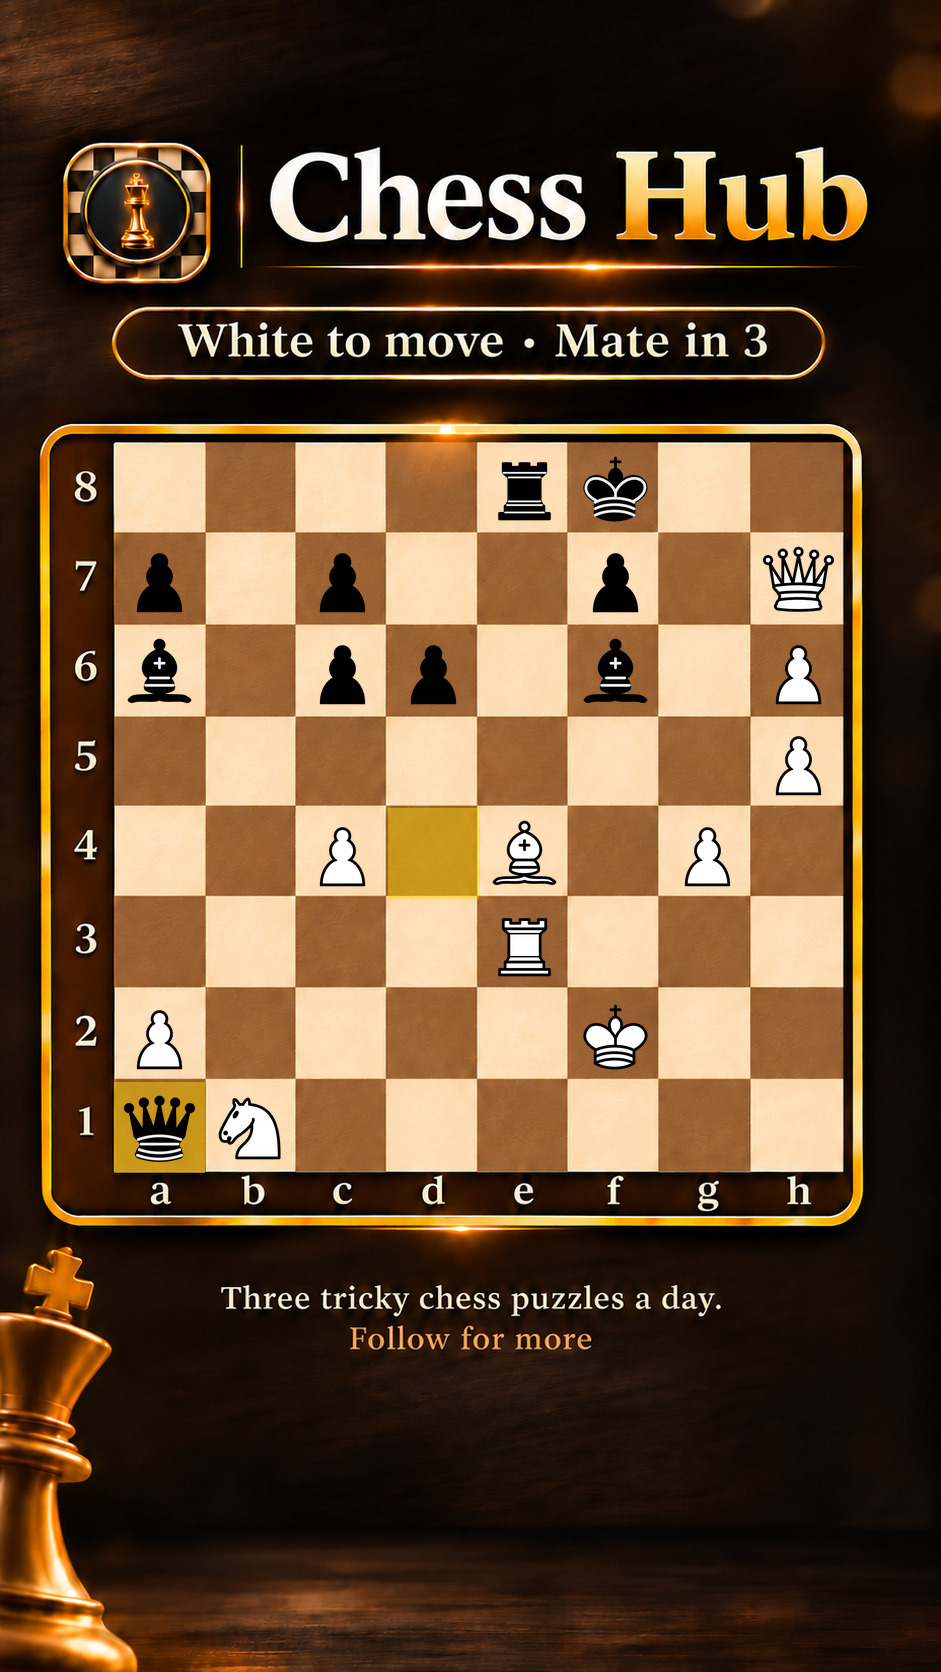 Chess Hub
White to move • Mate in 3
8
7
6
5
4
3
2
1
a b c d e f g h
Three tricky chess puzzles a day.
Follow for more